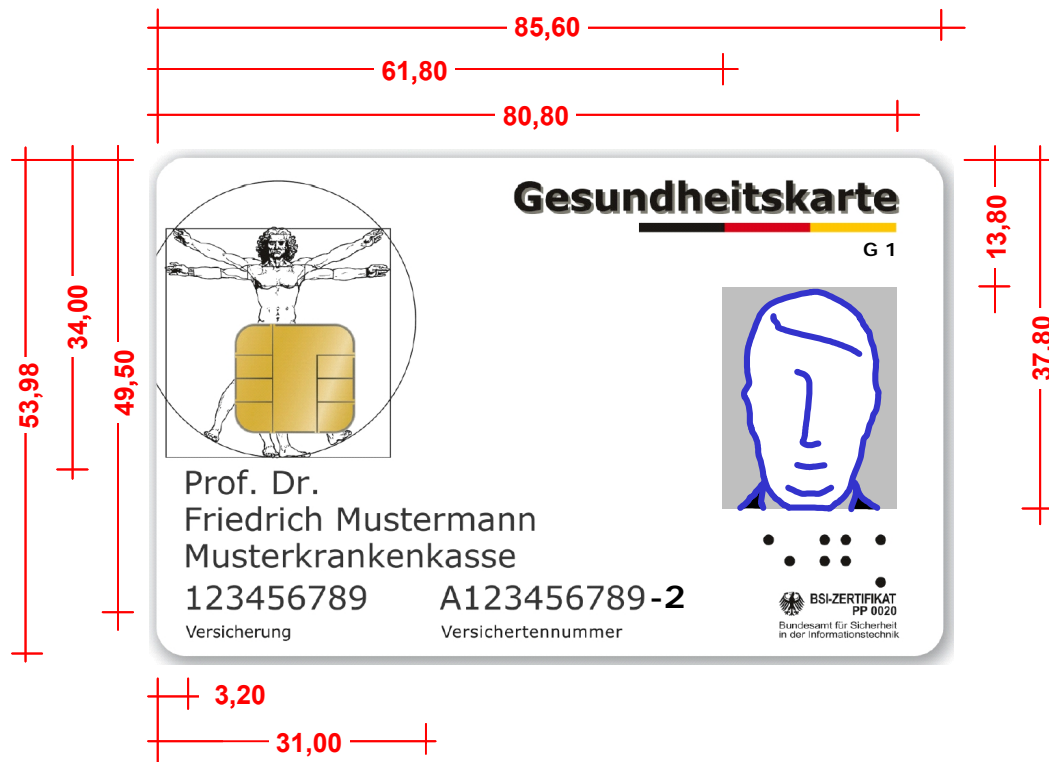 85,60
61,80
80,80
53,98
34,00
49,50
13,80
37,80
Gesundheitskarte
G 1
Prof. Dr.
Friedrich Mustermann
Musterkrankenkasse
123456789 A123456789-2
Versicherung Versichertennummer
BSI-ZERTIFIKAT
PP 0020
Bundesamt für Sicherheit
in der Informationstechnik
3,20
31,00